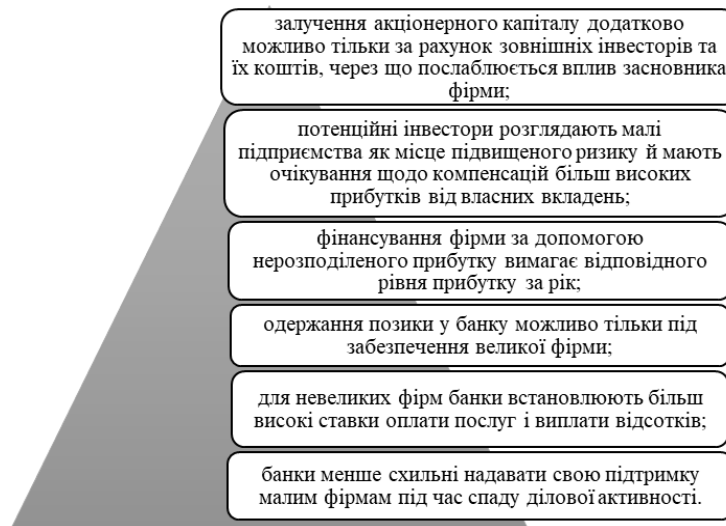 залучення акціонерного капіталу додатково
можливо тільки за рахунок зовнішніх інвесторів та
їх коштів, через що послаблюється вплив засновника
фірми;
потенційні інвестори розглядають малі
підприємства як місце підвищеного ризику й мають
очікування щодо компенсацій більш високих
прибутків від власних вкладень;
фінансування фірми за допомогою
нерозподіленого прибутку вимагає відповідного
рівня прибутку за рік;
одержання позики у банку можливо тільки під
забезпечення великої фірми;
для невеликих фірм банки встановлюють більш
високі ставки оплати послуг і виплати відсотків;
банки менше схильні надавати свою підтримку
малим фірмам під час спаду ділової активності.